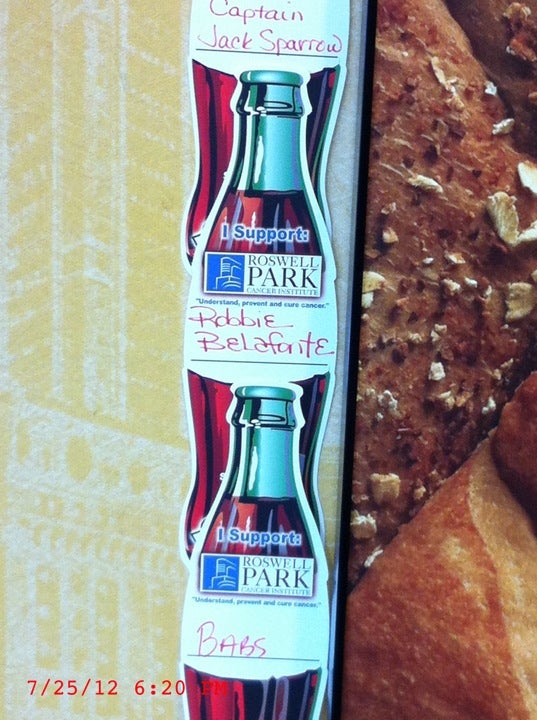 Captain
Jack Sparrow
I Support:
ROSWELL
PARK
CANCER INSTITUTE
"Understand, prevent and cure cancer."
Robbie
Belafonte
I Support:
ROSWELL
PARK
CANCER INSTITUTE
"Understand, prevent and cure cancer."
BABS
7/25/12 6:20 PM